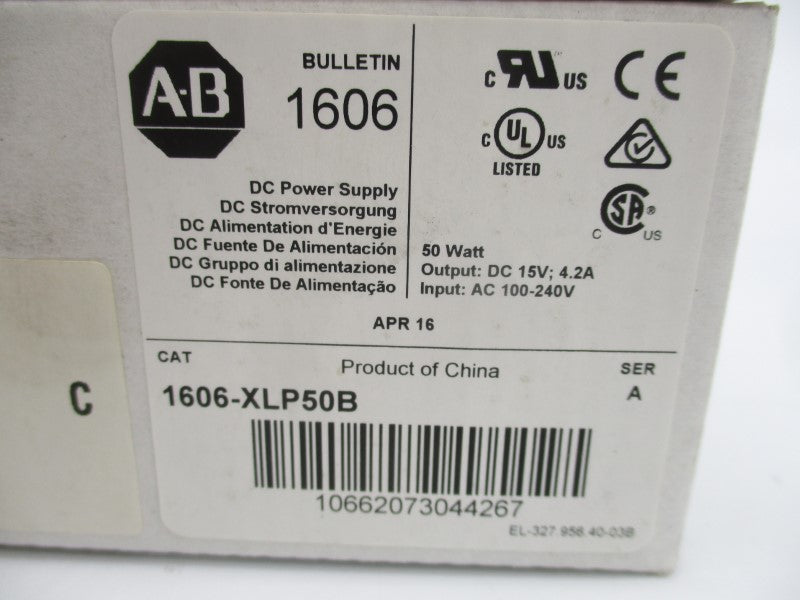 A-B
BULLETIN
1606
DC Power Supply
DC Stromversorgung
DC Alimentation d'Energie
DC Fuente De Alimentación
DC Gruppo di alimentazione
DC Fonte De Alimentação
C RU US
CE
C UL US
LISTED
SA®
C US
50 Watt
Output: DC 15V; 4.2A
Input: AC 100-240V
APR 16
CAT
Product of China
SER
1606-XLP50B
A
10662073044267
EL-327.956.40-03B
C